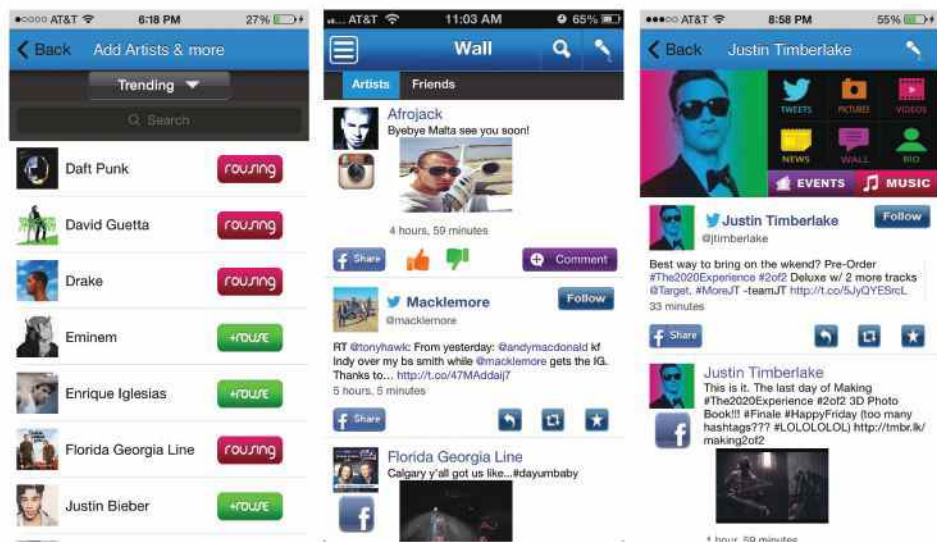 AT&T 6:18 PM 27%
Back Add Artists & more
Trending
Search
Daft Punk rousing
David Guetta rousing
Drake rousing
Eminem +rouse
Enrique Iglesias +rouse
Florida Georgia Line rousing
Justin Bieber +rouse
AT&T 11:03 AM 65%
Wall
Artists Friends
Afrojack
Byebye Malta see you soon!
4 hours, 59 minutes
f Share Comment
Macklemore Follow
@macklemore
RT @tonyhawk: From yesterday: @andymacdonald kf
Indy over my bs smith while @macklemore gets the IG.
Thanks to... http://t.co/47MAddaij7
5 hours, 5 minutes
f Share
Florida Georgia Line
Calgary y'all got us like...#dayumbaby
f
AT&T 8:58 PM 55%
Back Justin Timberlake
TWEETS PICTURES VIDEOS
NEWS WALL BIO
EVENTS MUSIC
Justin Timberlake Follow
@jtimberlake
Best way to bring on the wkend? Pre-Order
#The2020Experience #2of2 Deluxe w/ 2 more tracks
@Target, #MoreJT -teamJT http://t.co/5JyQYESrcL
33 minutes
f Share
Justin Timberlake
This is it. The last day of Making
#The2020Experience #2of2 3D Photo
Book!!! #Finale #HappyFriday (too many
hashtags??? #LOLOLOLOL) http://tmbr.lk/
making2of2
f
1 hour, 59 minutes